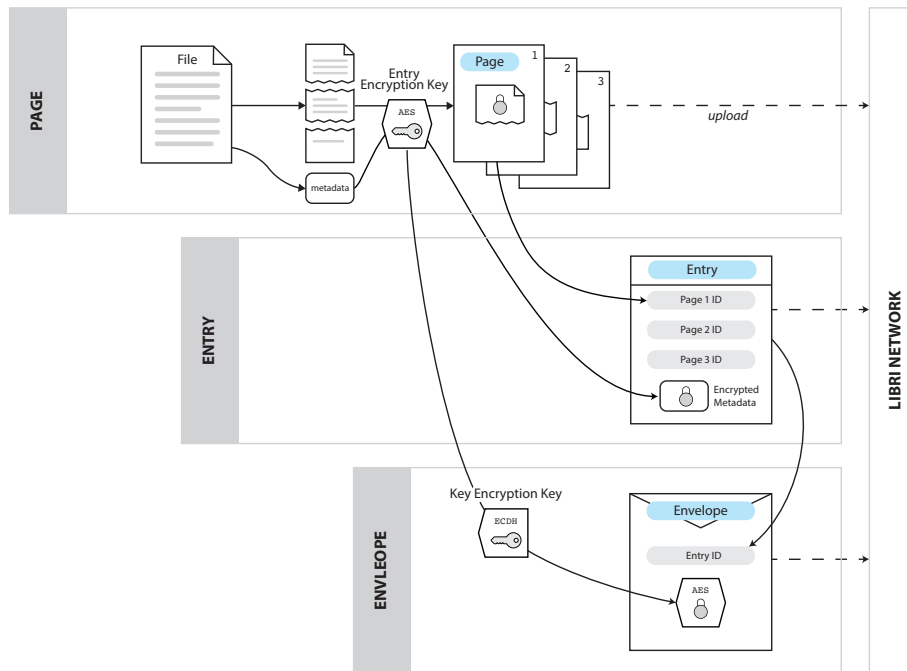 PAGE
File
metadata
Entry
Encryption Key
AES
Page
1
2
3
upload
LIBRI NETWORK
ENTRY
Entry
Page 1 ID
Page 2 ID
Page 3 ID
Encrypted
Metadata
ENVLEOPE
Key Encryption Key
ECDH
Envelope
Entry ID
AES